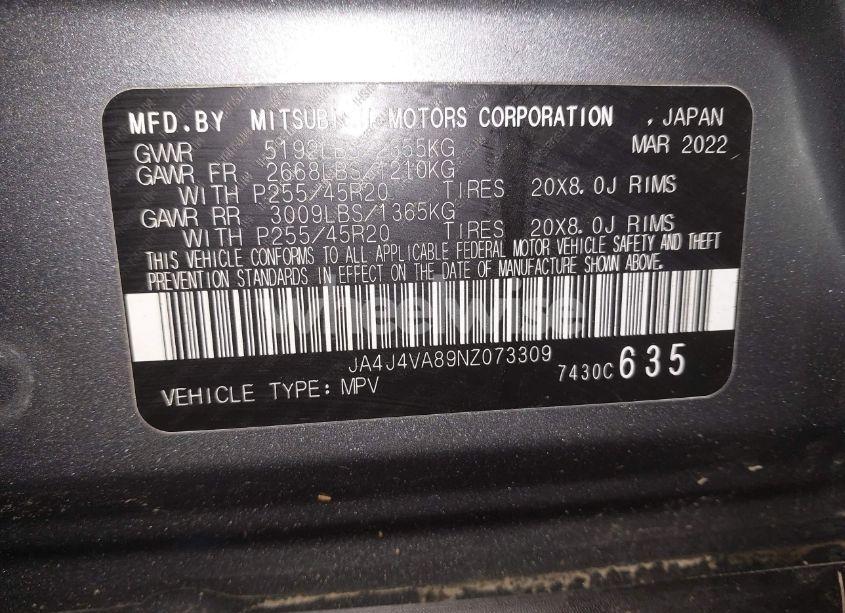 MFD.BY MITSUBISHI MOTORS CORPORATION , JAPAN
GVWR 5192LBS/2355KG MAR 2022
GAWR FR 2668LBS/1210KG
WITH P255/45R20 TIRES 20X8.0J RIMS
GAWR RR 3009LBS/1365KG
WITH P255/45R20 TIRES 20X8.0J RIMS
THIS VEHICLE CONFORMS TO ALL APPLICABLE FEDERAL MOTOR VEHICLE SAFETY AND THEFT
PREVENTION STANDARDS IN EFFECT ON THE DATE OF MANUFACTURE SHOWN ABOVE.
wheelwise
JA4J4VA89NZ073309
7430C 635
VEHICLE TYPE: MPV